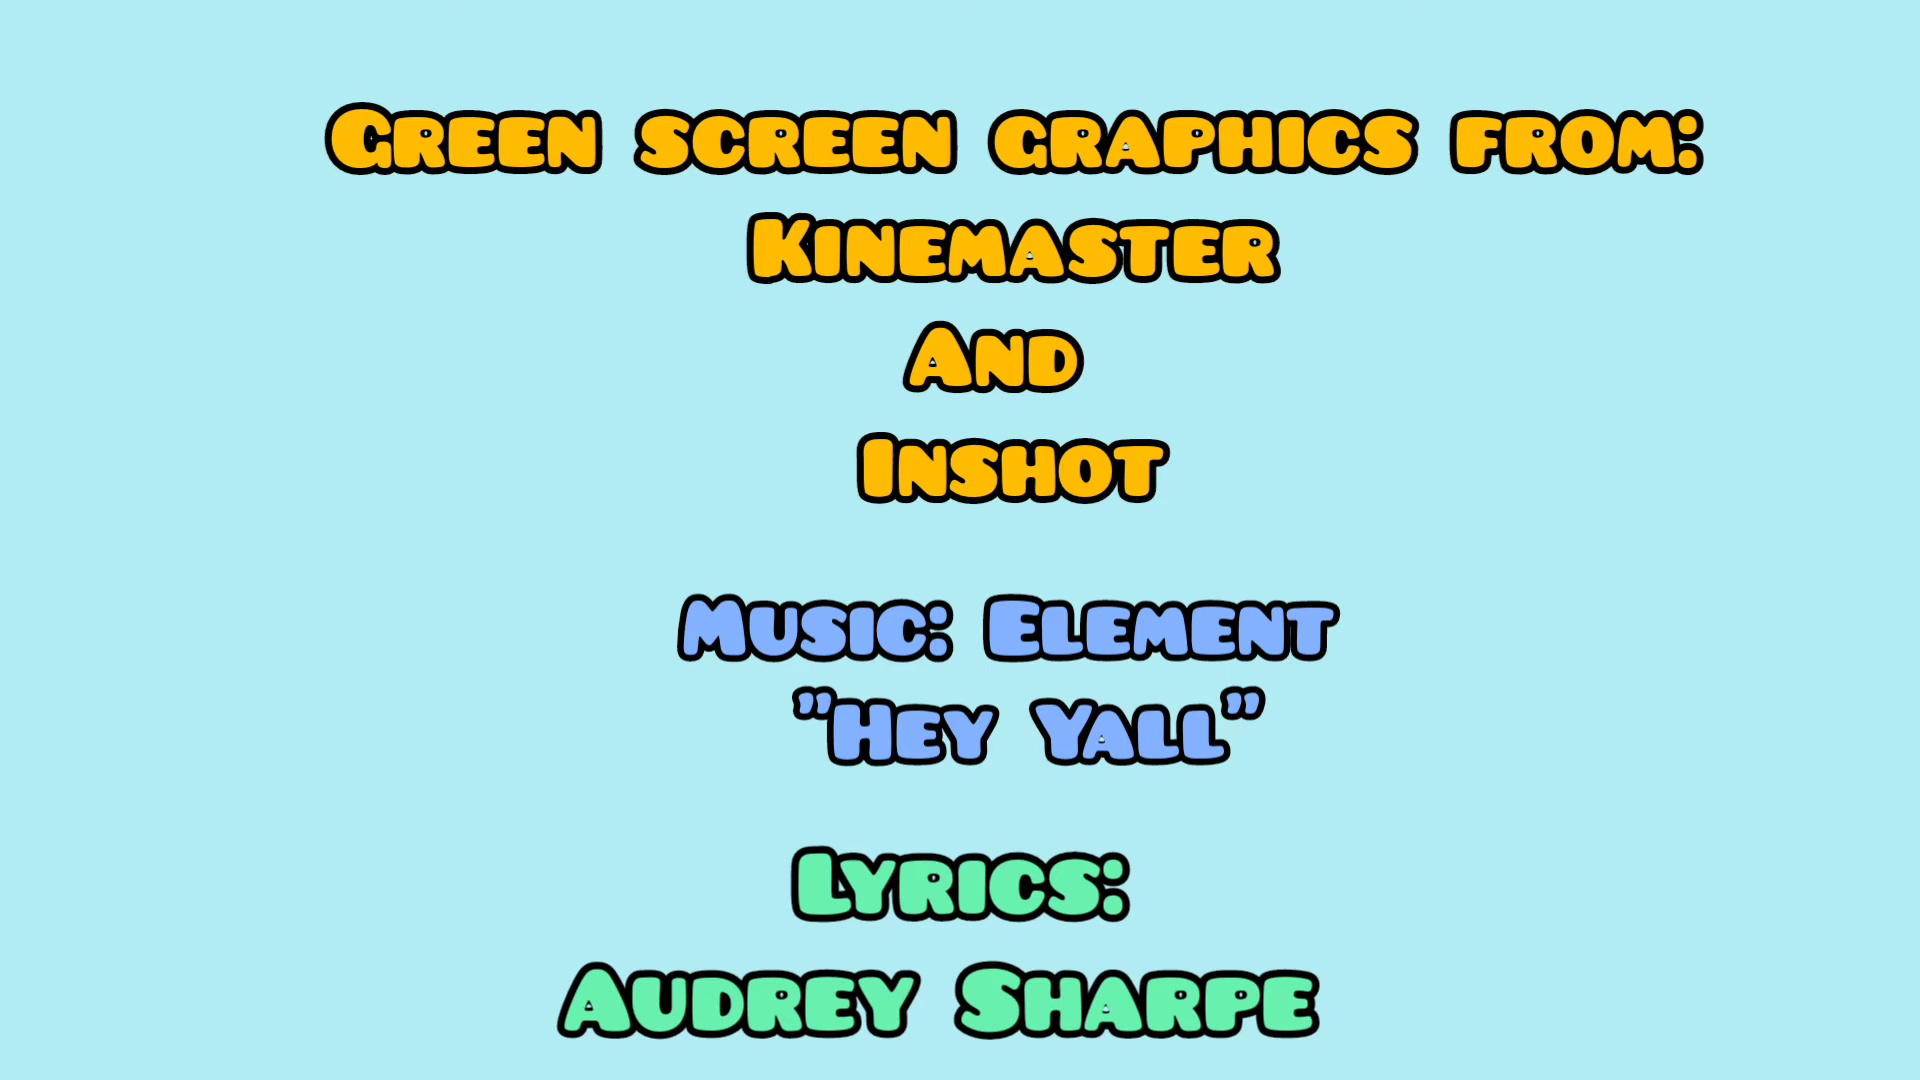 Green screen graphics from:
Kinemaster
And
Inshot
Music: Element
"Hey Yall"
Lyrics:
Audrey Sharpe